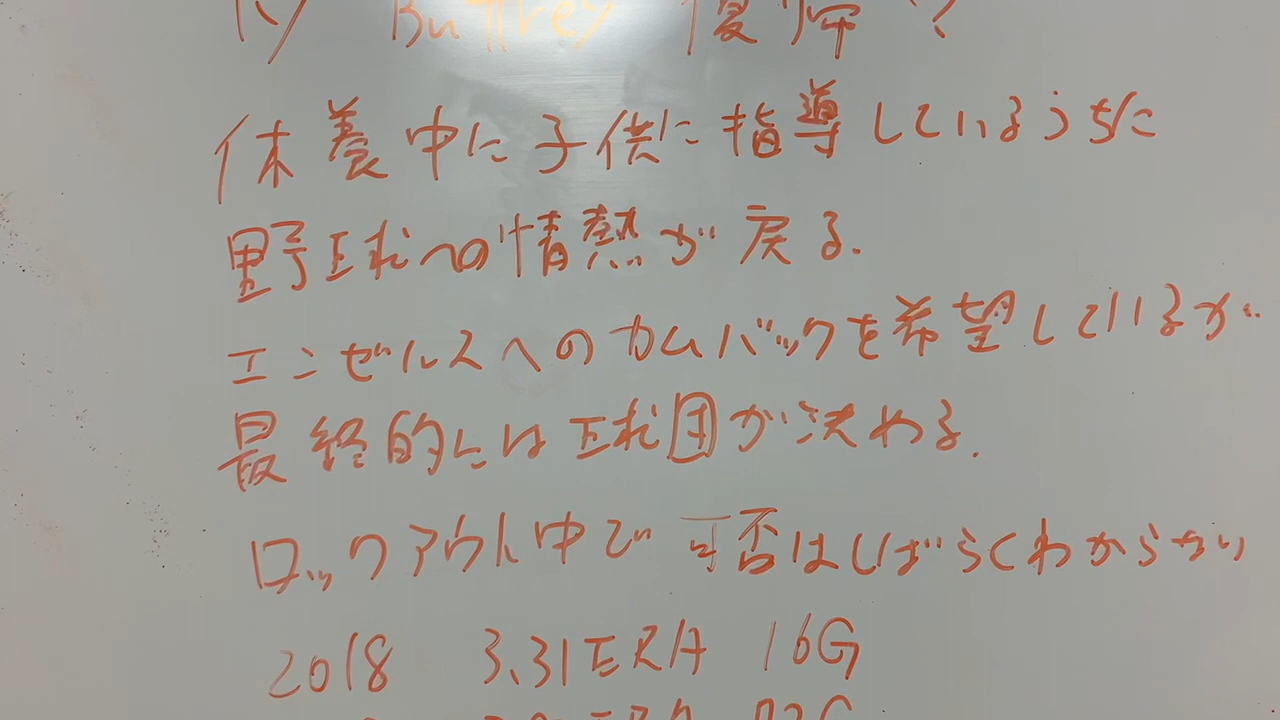 Buttrey 復帰？
休養中に子供に指導しているうちに
野球への情熱が戻る.
エンゼルスへのカムバックを希望しているが.
最終的には球団が決める.
ロックアウト中で可否はしばらくわからない
2018 3.31ERA 16G